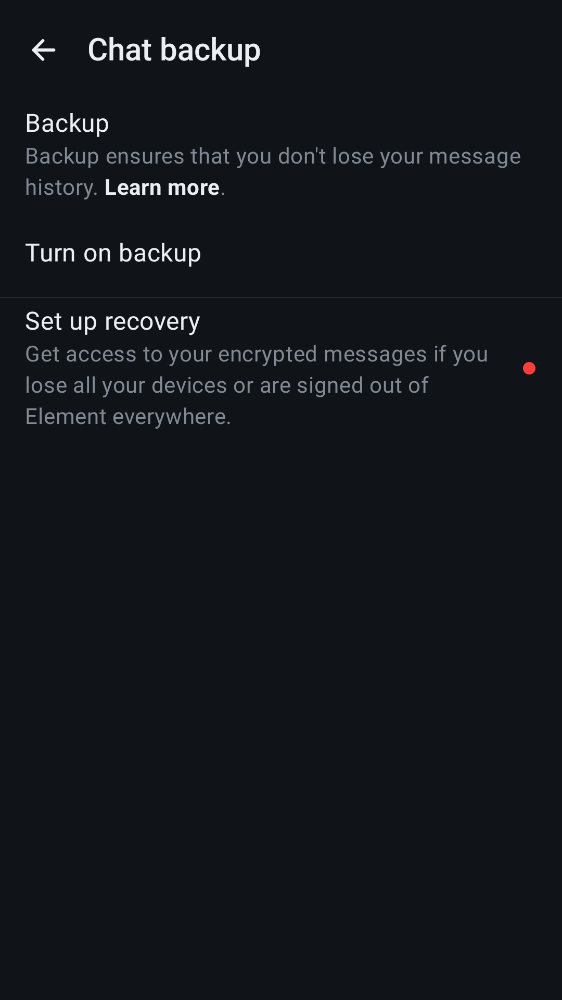 Chat backup
Backup
Backup ensures that you don't lose your message
history. Learn more.
Turn on backup
Set up recovery
Get access to your encrypted messages if you
lose all your devices or are signed out of
Element everywhere.